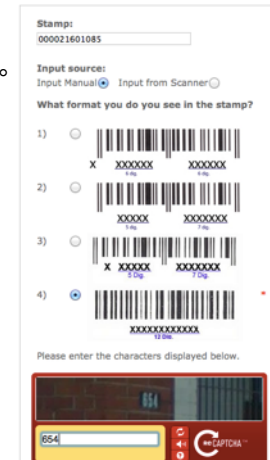 Stamp:
000021601085
Input source:
Input Manual Input from Scanner
What format you do you see in the stamp?
1)
X XXXXXX XXXXXX
6 dig. 6 dig.
2)
XXXXX XXXXXXX
5 dig. 7 dig.
3)
X XXXXX XXXXXXX
5 Dig. 7 Dig.
4) *
XXXXXXXXXXXX
12 Dig.
Please enter the characters displayed below.
654
654
reCAPTCHA™